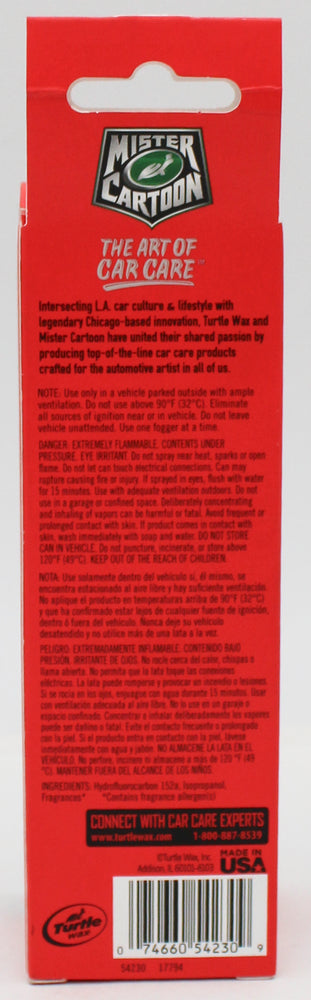 MISTER
CARTOON
THE ART OF
CAR CARE™
Intersecting L.A. car culture & lifestyle with
legendary Chicago-based innovation, Turtle Wax and
Mister Cartoon have united their shared passion by
producing top-of-the-line car care products
crafted for the automotive artist in all of us.
NOTE: Use only in a vehicle parked outside with ample
ventilation. Do not use above 90°F (32°C). Eliminate
all sources of ignition near or in vehicle. Do not leave
vehicle unattended. Use one fogger at a time.
DANGER: EXTREMELY FLAMMABLE. CONTENTS UNDER
PRESSURE. EYE IRRITANT. Do not spray near heat, sparks or open
flame. Do not let can touch electrical connections. Can may
rupture causing fire or injury. If sprayed in eyes, flush with water
for 15 minutes. Use with adequate ventilation outdoors. Do not
use in a garage or confined space. Deliberately concentrating
and inhaling of vapors can be harmful or fatal. Avoid frequent or
prolonged contact with skin. If product comes in contact with
skin, wash immediately with soap and water. DO NOT STORE
CAN IN VEHICLE. Do not puncture, incinerate, or store above
120°F (49°C). KEEP OUT OF THE REACH OF CHILDREN.
NOTA: Use solamente dentro del vehículo si, él mismo, se
encuentra estacionado al aire libre y hay suficiente ventilación.
No aplique el producto en temperaturas arriba de 90°F (32°C)
y que ha confirmado estar lejos de cualquier fuente de ignición,
dentro ó fuera del vehículo. Nunca deje su vehículo
desatendido y no utilice más de una lata a la vez.
PELIGRO: EXTREMADAMENTE INFLAMABLE. CONTENIDO BAJO
PRESIÓN, IRRITANTE DE OJOS. No rocíe cerca del calor, chispas o
llama abierta. No permita que la lata toque las conexiones
eléctricas. La lata puede romperse y provocar un incendio o lesiones.
Si se rocía en los ojos, enjuague con agua durante 15 minutos. Usar
con ventilación adecuada al aire libre. No use en un garaje o
espacio confinado. Concentrar e inhalar deliberadamente los vapores
puede ser dañino o fatal. Evite el contacto frecuente o prolongado
con la piel. Si el producto entra en contacto con la piel, lávese
inmediatamente con agua y jabón. NO ALMACENE LA LATA EN EL
VEHÍCULO. No perfore, incinere ni almacene a más de 120 °F (49
°C). MANTENER FUERA DEL ALCANCE DE LOS NIÑOS.
INGREDIENTS: Hydrofluorocarbon 152a, Isopropanol,
Fragrances* *Contains fragrance allergen(s)
CONNECT WITH CAR CARE EXPERTS
www.turtlewax.com 1-800-887-8539
©Turtle Wax, Inc.
Addison, IL 60101-6103
MADE IN
USA
Turtle
wax
0 74660 54230 9
54230 17794